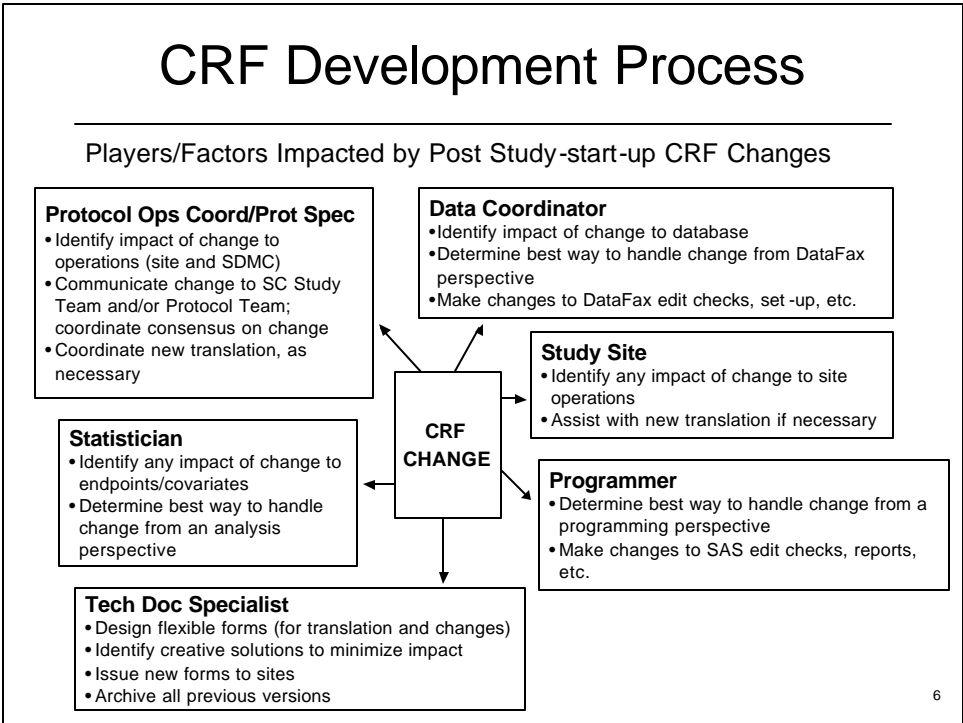 CRF Development Process
Players/Factors Impacted by Post Study-start-up CRF Changes
Protocol Ops Coord/Prot Spec
• Identify impact of change to
operations (site and SDMC)
• Communicate change to SC Study
Team and/or Protocol Team;
coordinate consensus on change
• Coordinate new translation, as
necessary
Data Coordinator
•Identify impact of change to database
•Determine best way to handle change from DataFax
perspective
•Make changes to DataFax edit checks, set -up, etc.
Study Site
• Identify any impact of change to site
operations
• Assist with new translation if necessary
CRF
CHANGE
Statistician
• Identify any impact of change to
endpoints/covariates
• Determine best way to handle
change from an analysis
perspective
Programmer
• Determine best way to handle change from a
programming perspective
• Make changes to SAS edit checks, reports,
etc.
Tech Doc Specialist
• Design flexible forms (for translation and changes)
• Identify creative solutions to minimize impact
• Issue new forms to sites
• Archive all previous versions
6